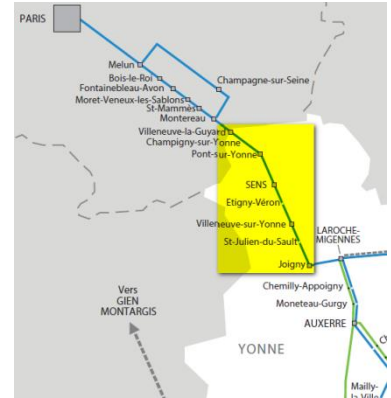 PARIS
Melun
Bois-le-Roi
Fontainebleau-Avon
Champagne-sur-Seine
Moret-Veneux-les-Sablons
St-Mammès
Montereau
Villeneuve-la-Guyard
Champigny-sur-Yonne
Pont-sur-Yonne
SENS
Etigny-Véron
Villeneuve-sur-Yonne
St-Julien-du-Sault
Joigny
LAROCHE-
MIGENNES
Chemilly-Appoigny
Moneteau-Gurgy
AUXERRE
Vers
GIEN
MONTARGIS
YONNE
Mailly-
la-Ville